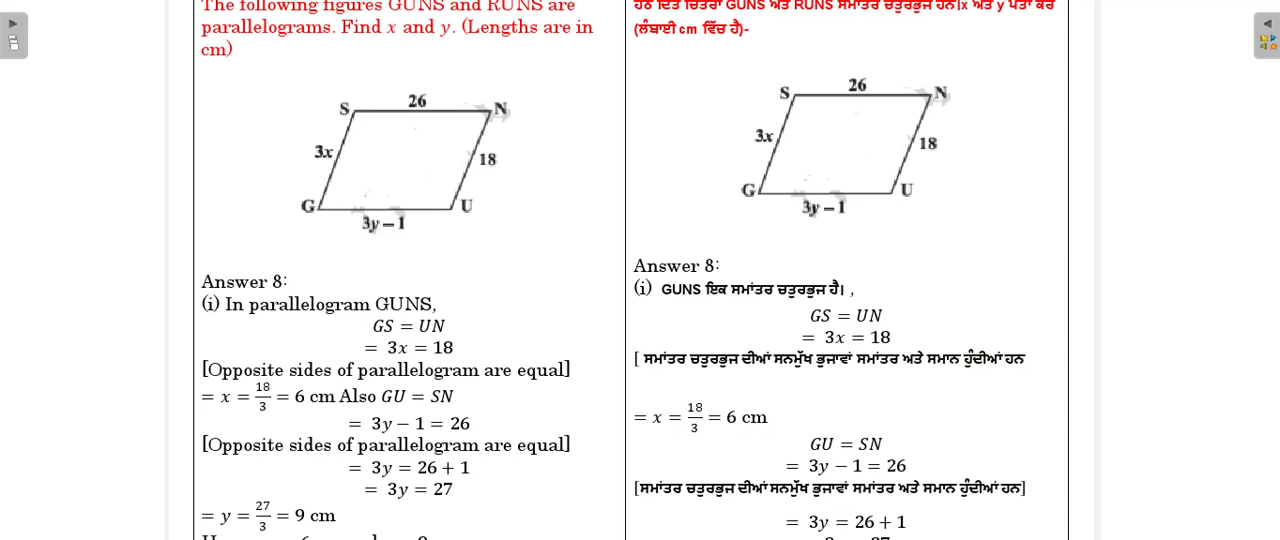 The following figures GUNS and RUNS are
parallelograms. Find x and y. (Lengths are in
cm)
S
26
N
3x
18
G
U
3y – 1
Answer 8:
(i) In parallelogram GUNS,
GS = UN
= 3x = 18
[Opposite sides of parallelogram are equal]
= x = 18/3 = 6 cm Also GU = SN
= 3y − 1 = 26
[Opposite sides of parallelogram are equal]
= 3y = 26 + 1
= 3y = 27
= y = 27/3 = 9 cm
ਹੇਠ ਦਿੱਤੇ ਚਿੱਤਰਾਂ GUNS ਅਤੇ RUNS ਸਮਾਂਤਰ ਚਤੁਰਭੁਜ ਹਨ।x ਅਤੇ y ਪਤਾ ਕਰੋ
(ਲੰਬਾਈ cm ਵਿੱਚ ਹੈ)-
S
26
N
3x
18
G
U
3y – 1
Answer 8:
(i) GUNS ਇਕ ਸਮਾਂਤਰ ਚਤੁਰਭੁਜ ਹੈ। ,
GS = UN
= 3x = 18
[ ਸਮਾਂਤਰ ਚਤੁਰਭੁਜ ਦੀਆਂ ਸਨਮੁੱਖ ਭੁਜਾਵਾਂ ਸਮਾਂਤਰ ਅਤੇ ਸਮਾਨ ਹੁੰਦੀਆਂ ਹਨ
= x = 18/3 = 6 cm
GU = SN
= 3y − 1 = 26
[ਸਮਾਂਤਰ ਚਤੁਰਭੁਜ ਦੀਆਂ ਸਨਮੁੱਖ ਭੁਜਾਵਾਂ ਸਮਾਂਤਰ ਅਤੇ ਸਮਾਨ ਹੁੰਦੀਆਂ ਹਨ]
= 3y = 26 + 1